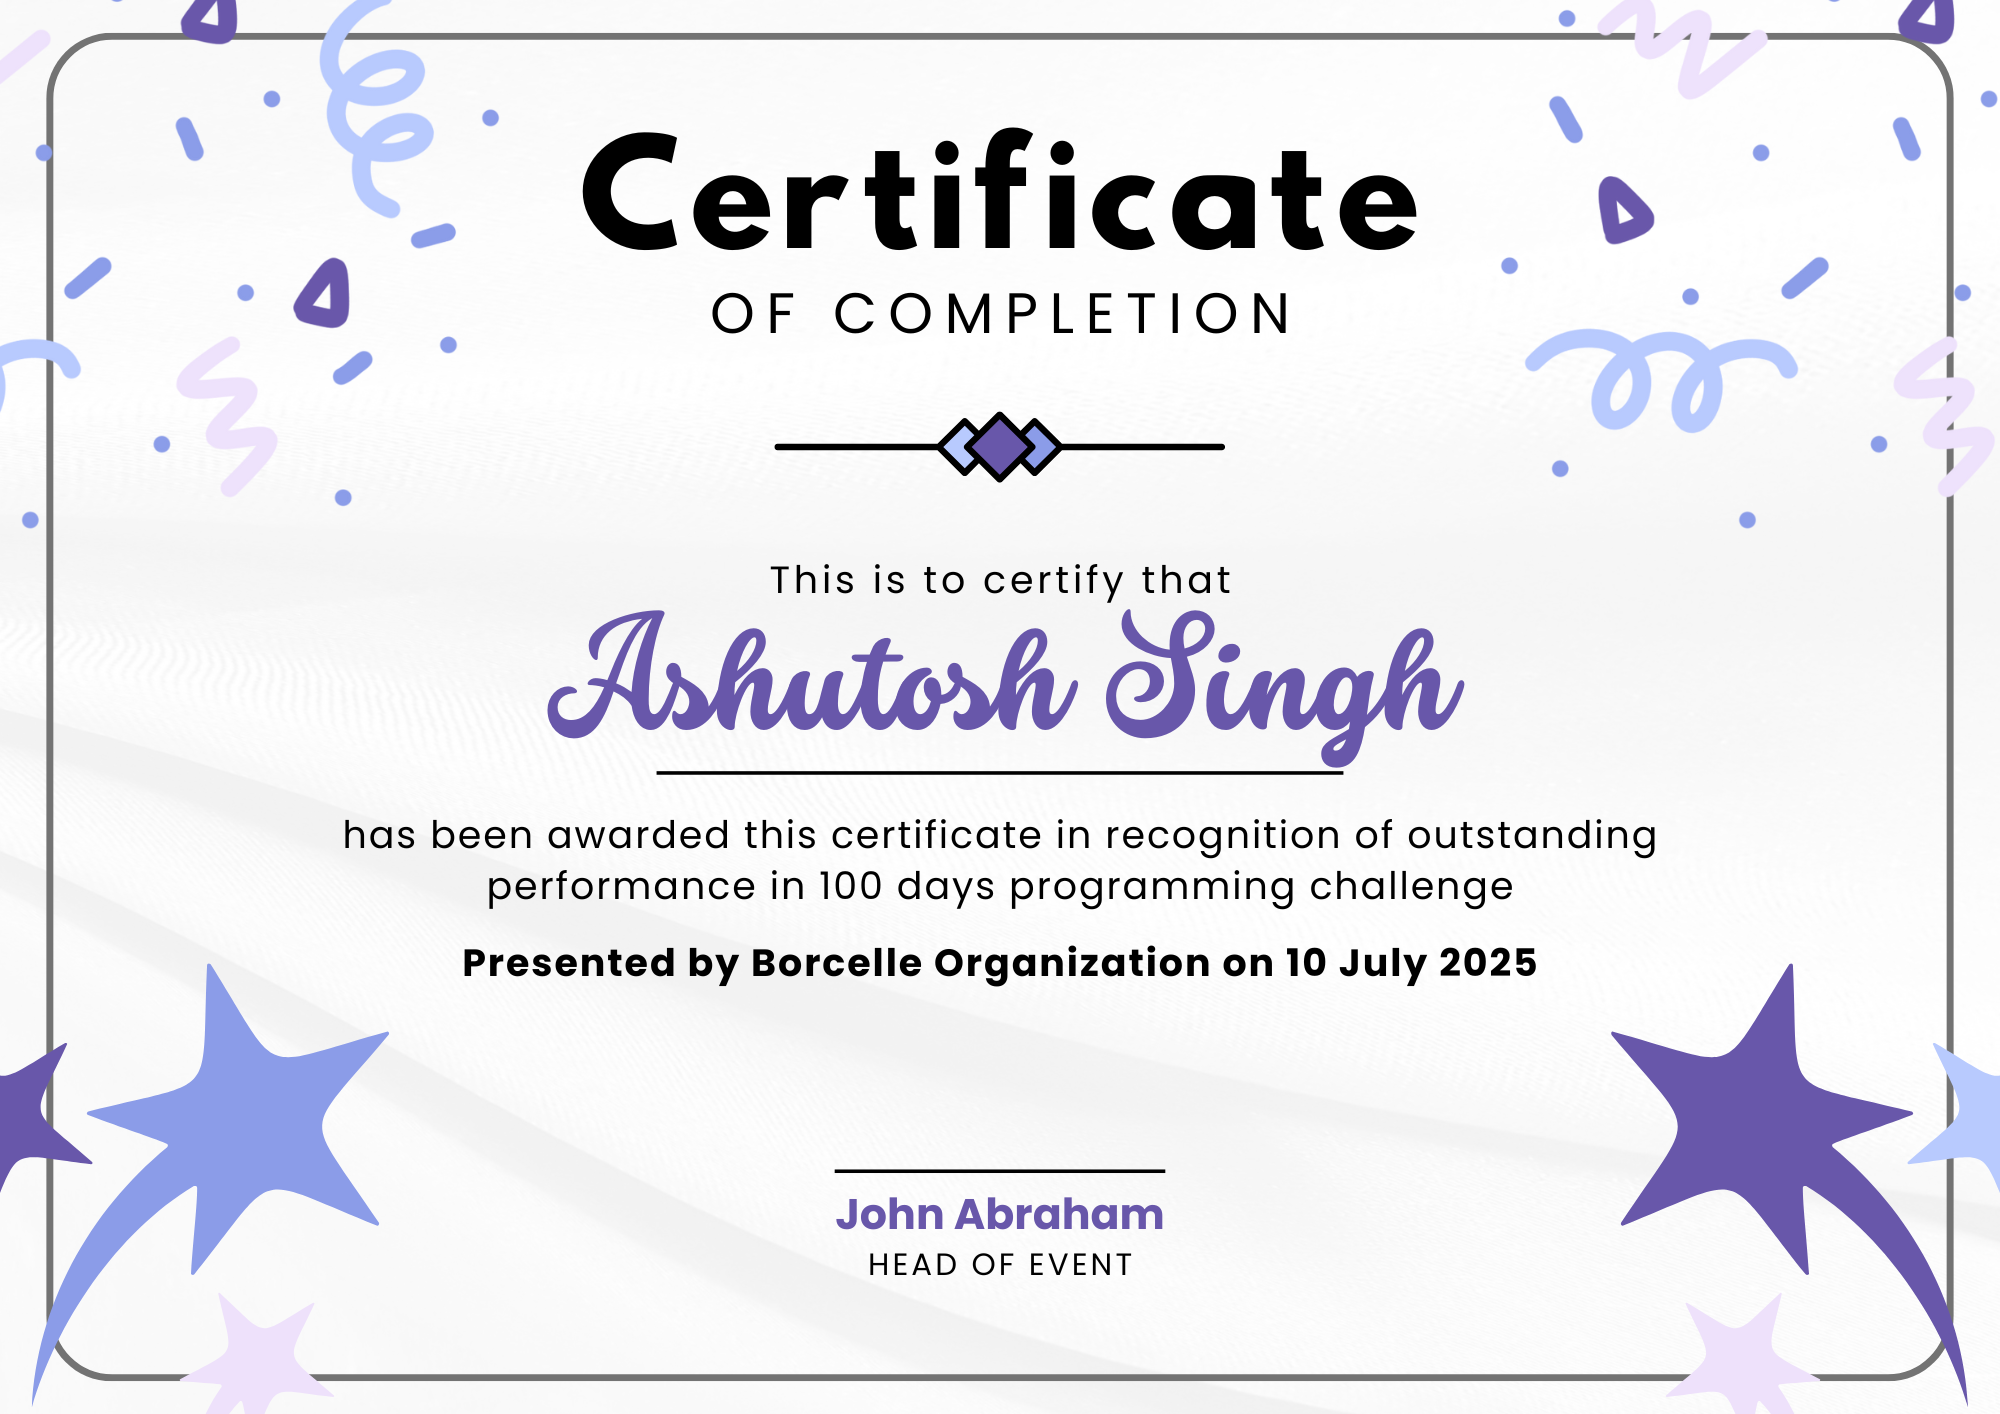 Certificate
OF COMPLETION
This is to certify that
Ashutosh Singh
has been awarded this certificate in recognition of outstanding
performance in 100 days programming challenge
Presented by Borcelle Organization on 10 July 2025
John Abraham
HEAD OF EVENT